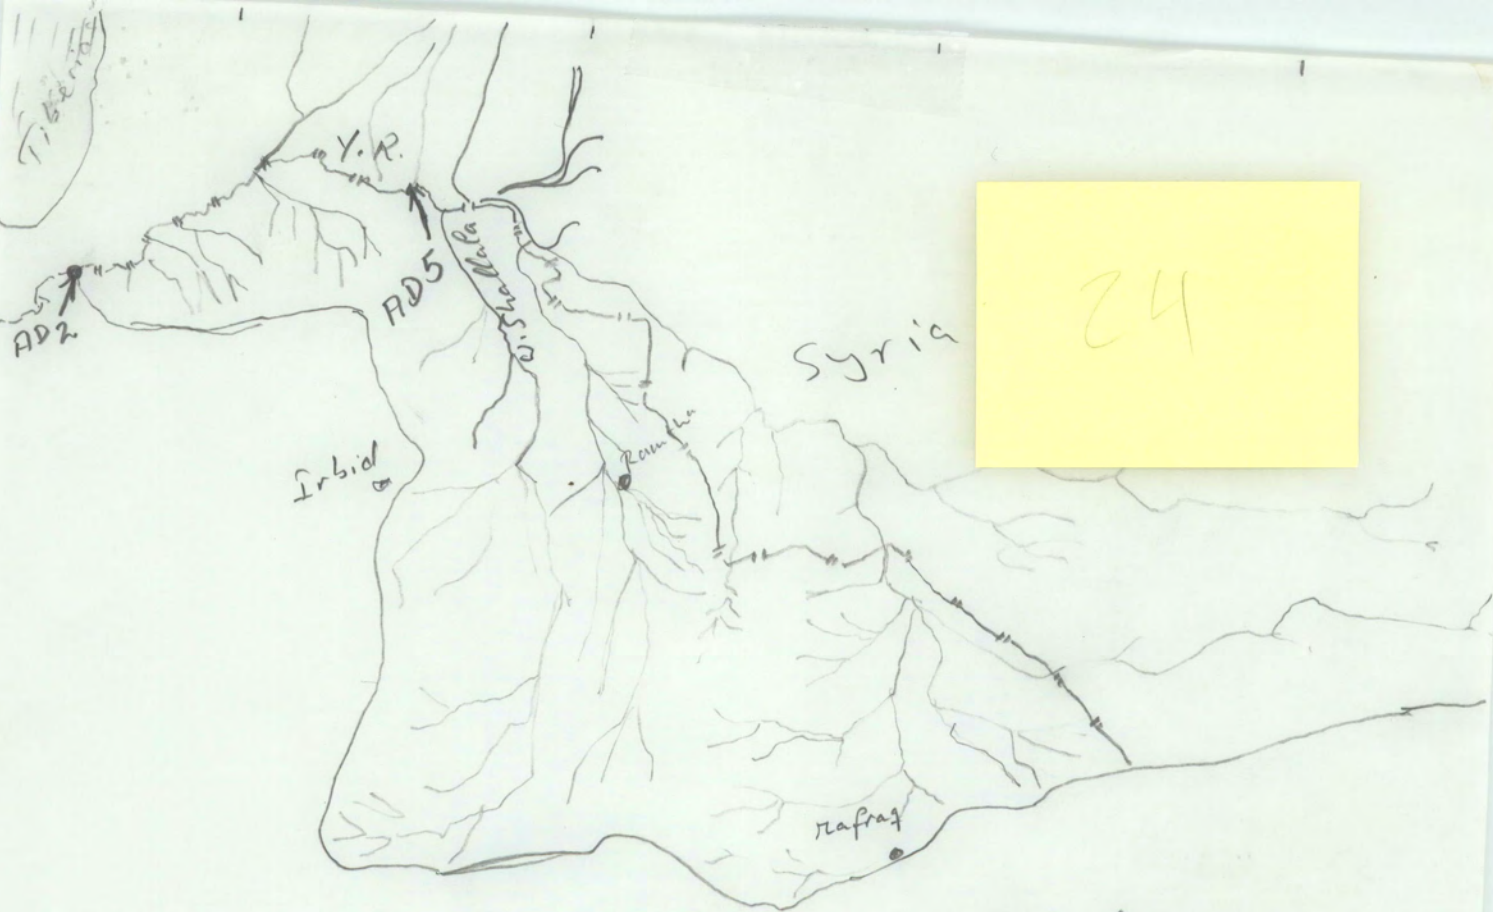 Tiberias
Y.R.
AD5
W. Shallala
AD2
Syria
24
Irbid
Ramtha
Mafraq